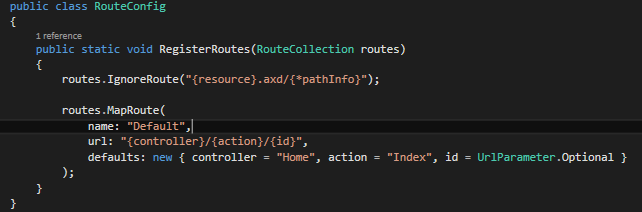 public class RouteConfig
{
1 reference
public static void RegisterRoutes(RouteCollection routes)
{
routes.IgnoreRoute("{resource}.axd/{*pathInfo}");
routes.MapRoute(
name: "Default",
url: "{controller}/{action}/{id}",
defaults: new { controller = "Home", action = "Index", id = UrlParameter.Optional }
);
}
}